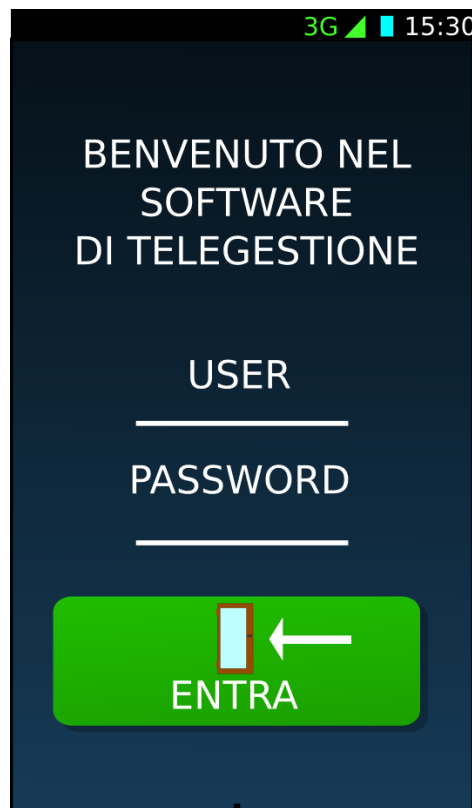 3G 15:30
BENVENUTO NEL
SOFTWARE
DI TELEGESTIONE
USER
PASSWORD
ENTRA